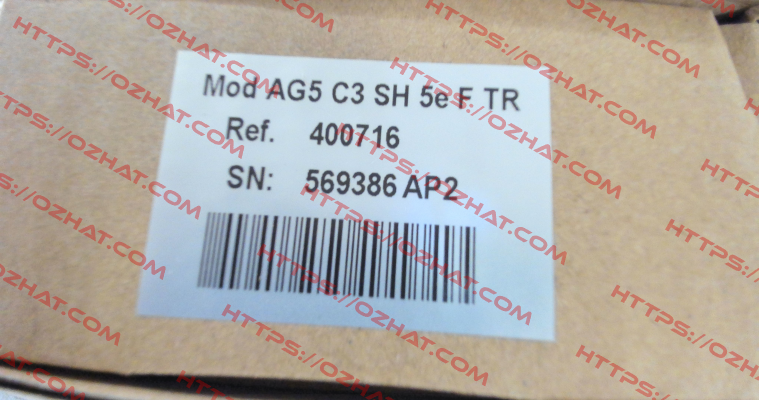 Mod AG5 C3 SH 5e F TR
Ref. 400716
SN: 569386 AP2
HTTPS://OZHAT.COM